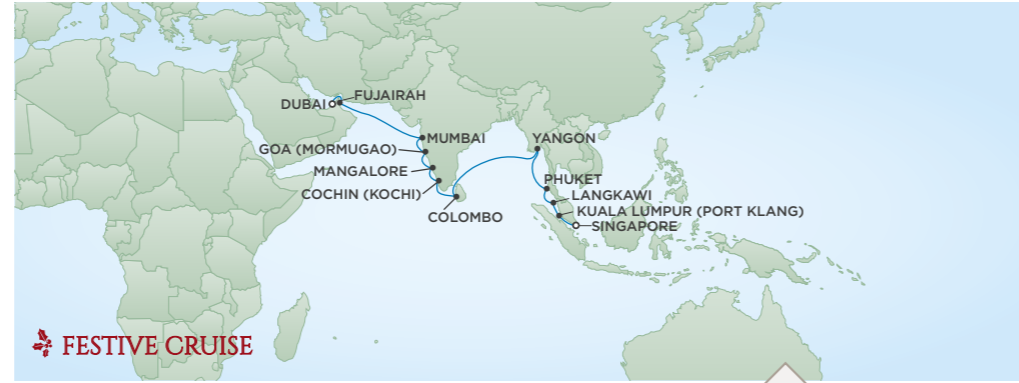 DUBAI
FUJAIRAH
MUMBAI
GOA (MORMUGAO)
MANGALORE
COCHIN (KOCHI)
COLOMBO
YANGON
PHUKET
LANGKAWI
KUALA LUMPUR (PORT KLANG)
SINGAPORE
FESTIVE CRUISE